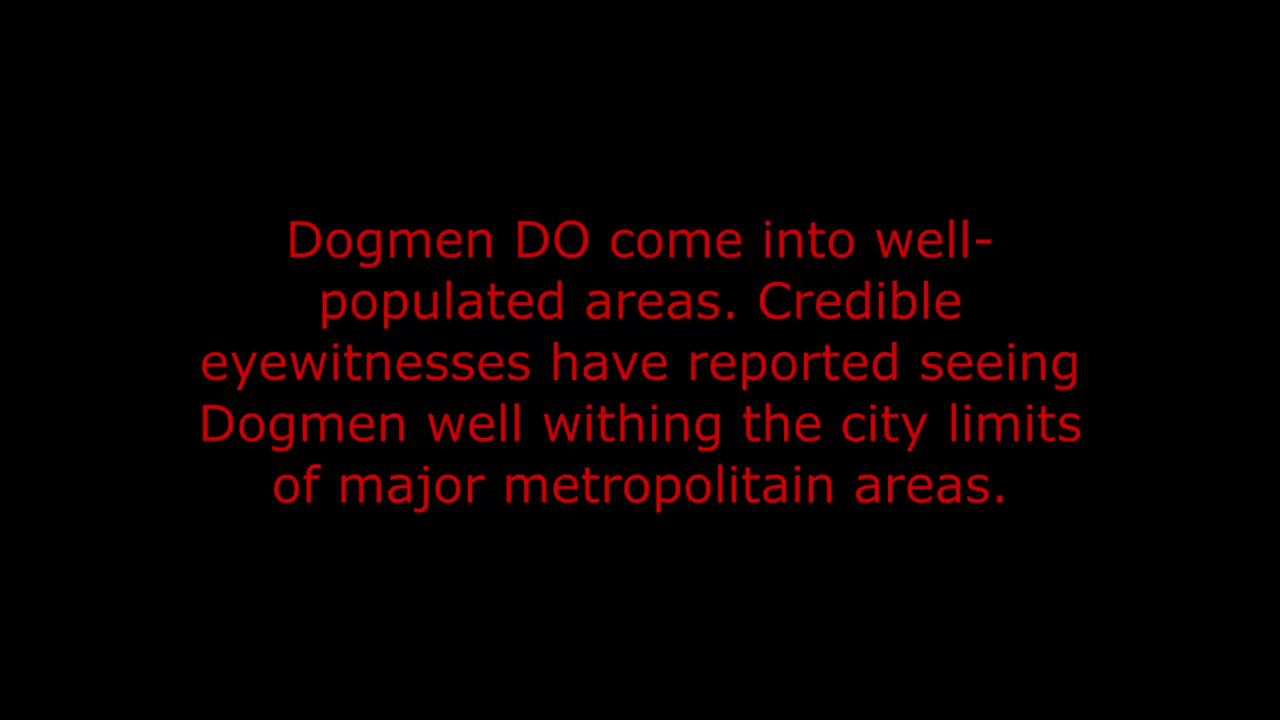 Dogmen DO come into well-
populated areas. Credible
eyewitnesses have reported seeing
Dogmen well withing the city limits
of major metropolitain areas.